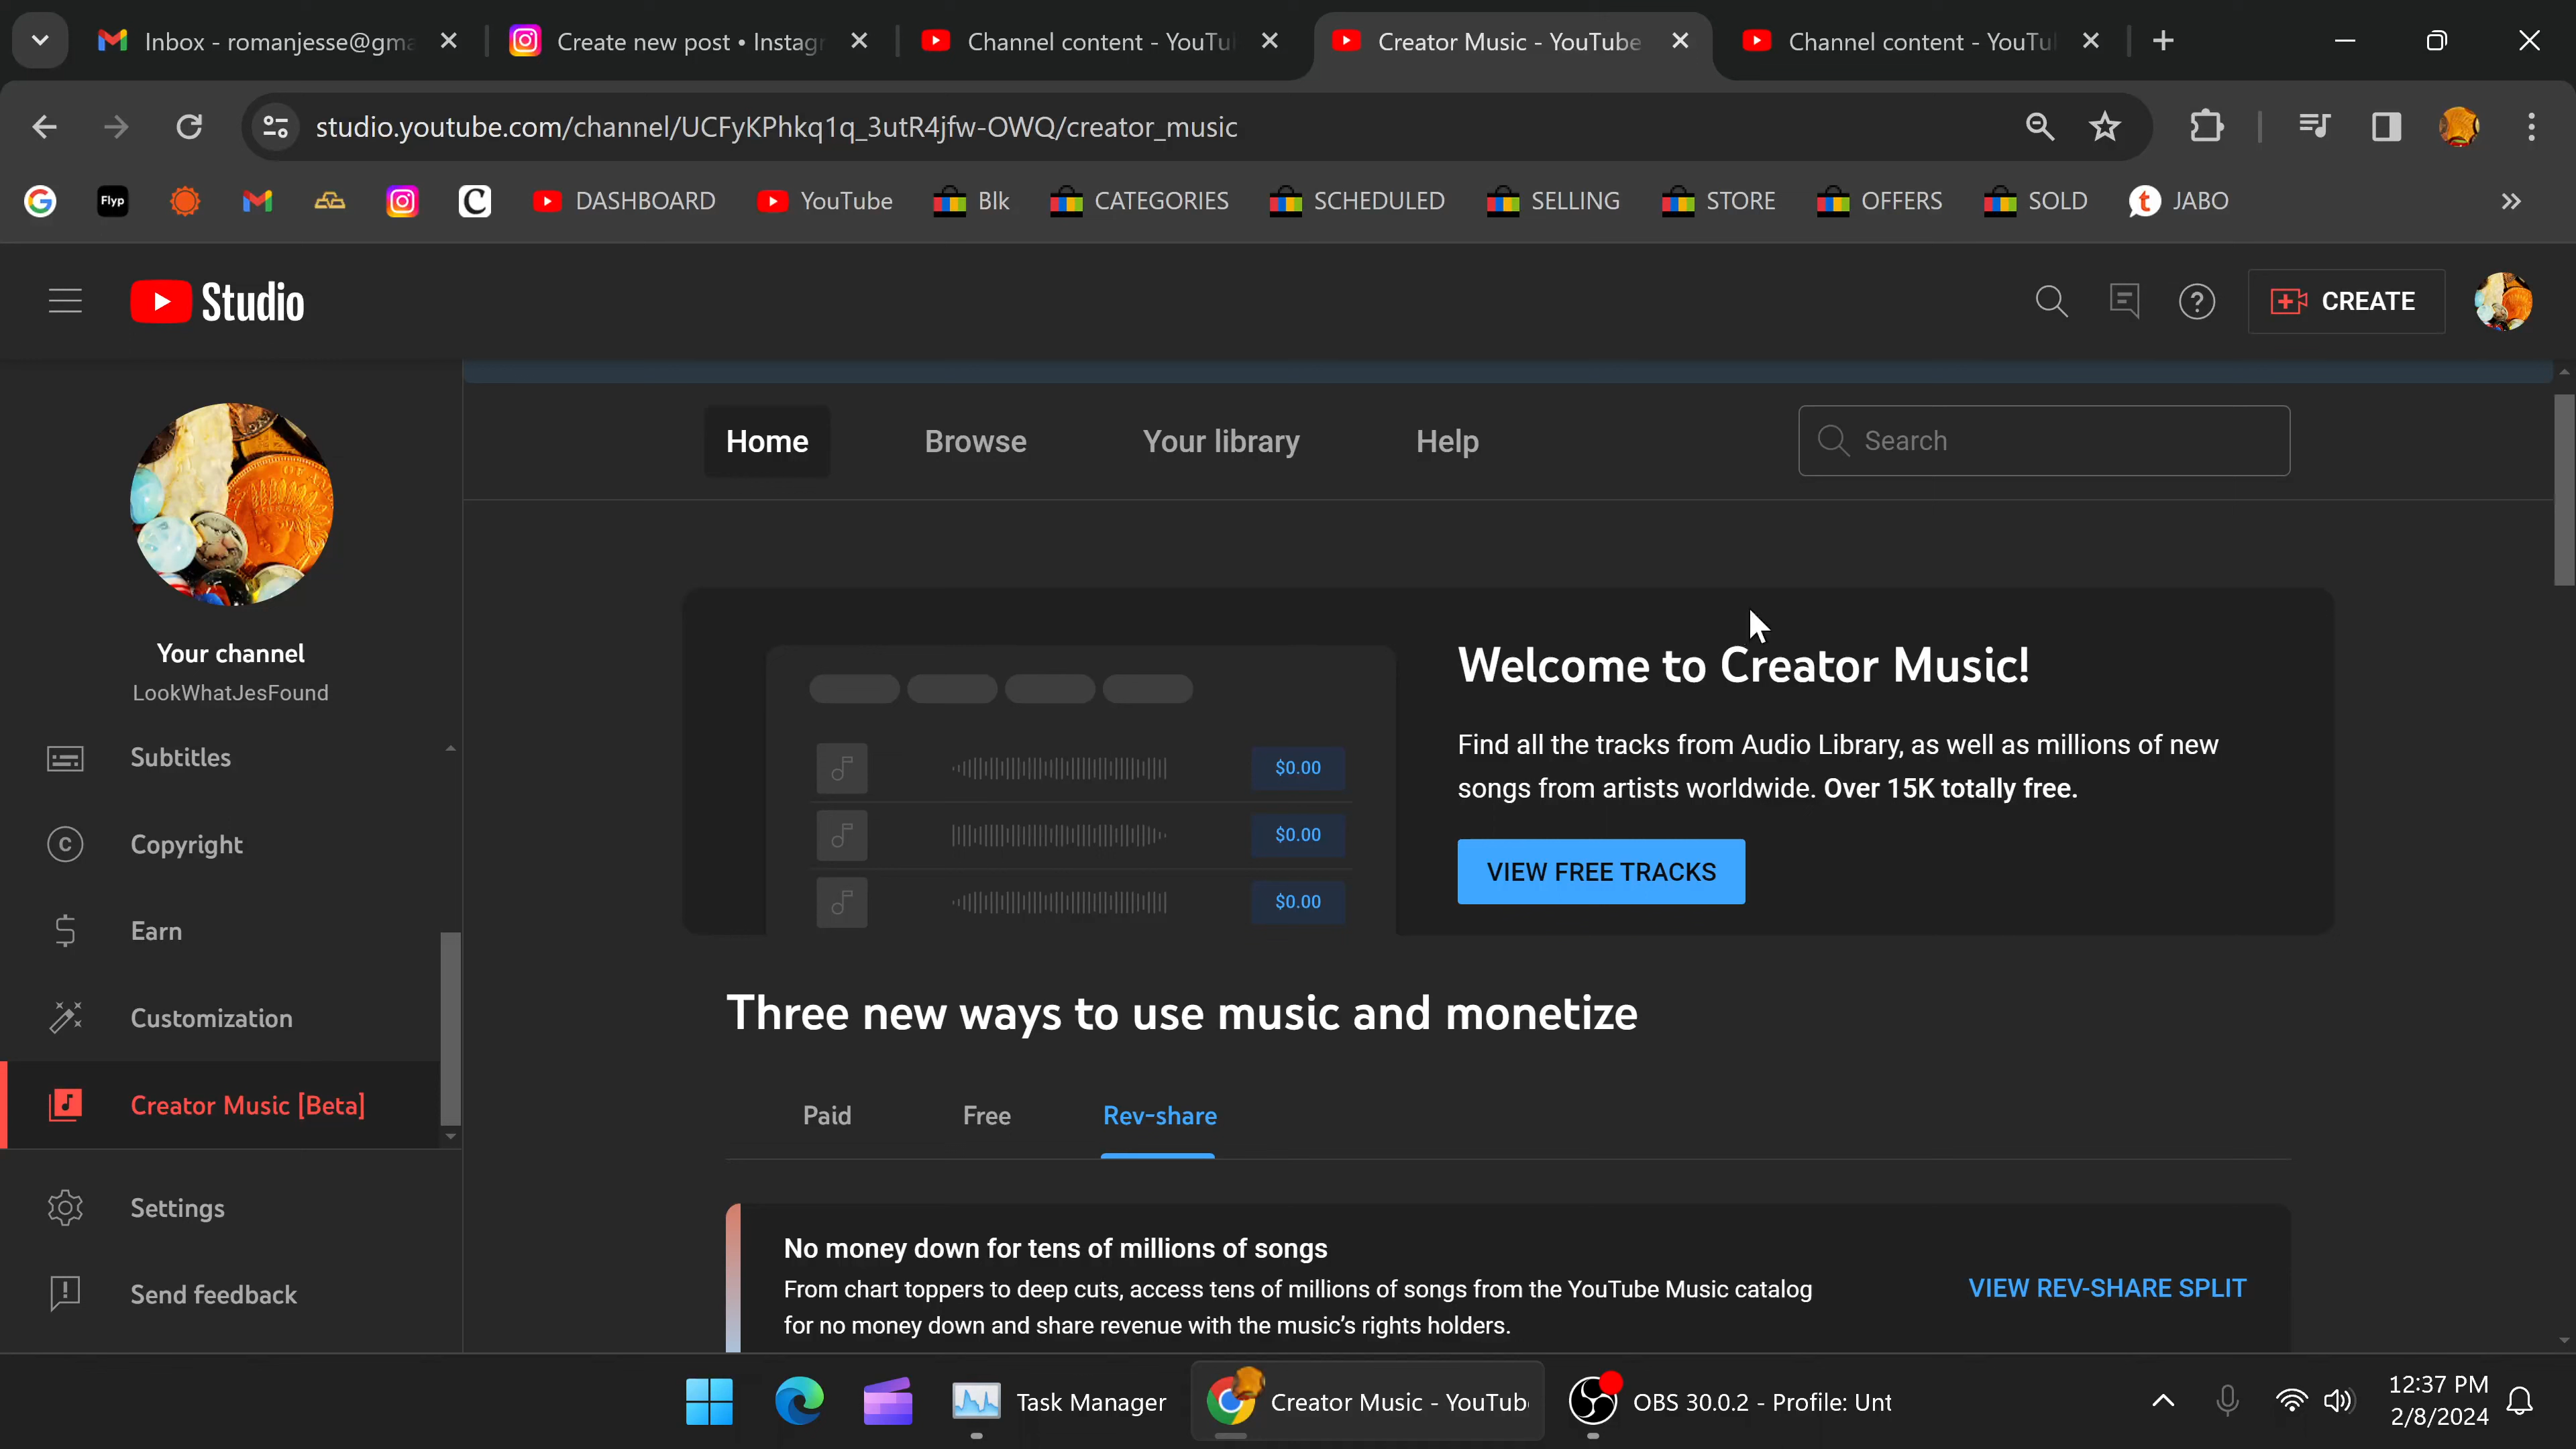 Inbox - romanjesse@gma
Create new post • Instagr
Channel content - YouTu
Creator Music - YouTube
Channel content - YouTu
studio.youtube.com/channel/UCFyKPhkq1q_3utR4jfw-OWQ/creator_music
Flyp
C
DASHBOARD
YouTube
Blk
CATEGORIES
SCHEDULED
SELLING
STORE
OFFERS
SOLD
t
JABO
Studio
CREATE
Home
Browse
Your library
Help
Search
Your channel
LookWhatJesFound
Subtitles
Copyright
Earn
Customization
Creator Music [Beta]
Settings
Send feedback
$0.00
$0.00
$0.00
Welcome to Creator Music!
Find all the tracks from Audio Library, as well as millions of new
songs from artists worldwide. Over 15K totally free.
VIEW FREE TRACKS
Three new ways to use music and monetize
Paid
Free
Rev-share
No money down for tens of millions of songs
From chart toppers to deep cuts, access tens of millions of songs from the YouTube Music catalog
for no money down and share revenue with the music's rights holders.
VIEW REV-SHARE SPLIT
Task Manager
Creator Music - YouTub
OBS 30.0.2 - Profile: Unt
12:37 PM
2/8/2024